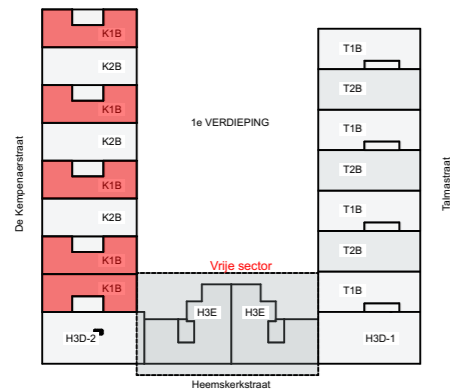 De Kempenaerstraat
K1B
K2B
K1B
K2B
K1B
K2B
K1B
K1B
H3D-2
1e VERDIEPING
Vrije sector
H3E
H3E
Heemskerkstraat
T1B
T2B
T1B
T2B
T1B
T2B
T1B
H3D-1
Talmastraat